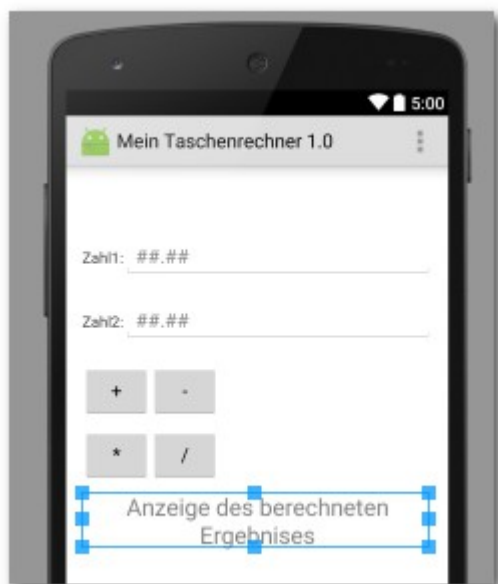 5:00
Mein Taschenrechner 1.0
Zahl1: ##.##
Zahl2: ##.##
+ -
* /
Anzeige des berechneten
Ergebnises